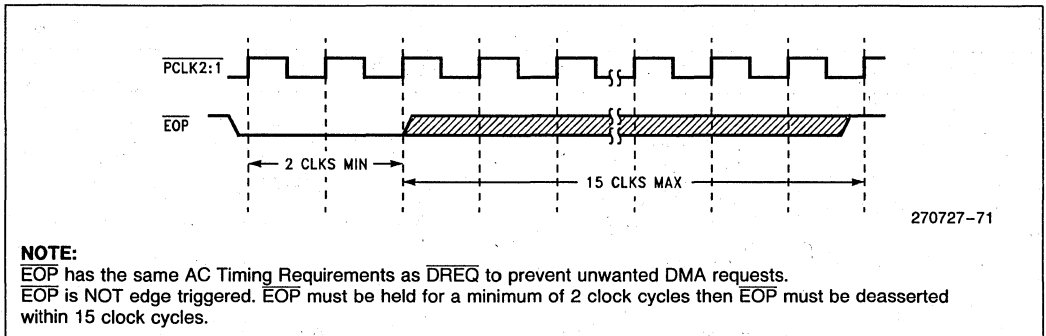 PCLK2:1
EOP
2 CLKS MIN
15 CLKS MAX
270727-71
NOTE:
EOP has the same AC Timing Requirements as DREQ to prevent unwanted DMA requests.
EOP is NOT edge triggered. EOP must be held for a minimum of 2 clock cycles then EOP must be deasserted
within 15 clock cycles.